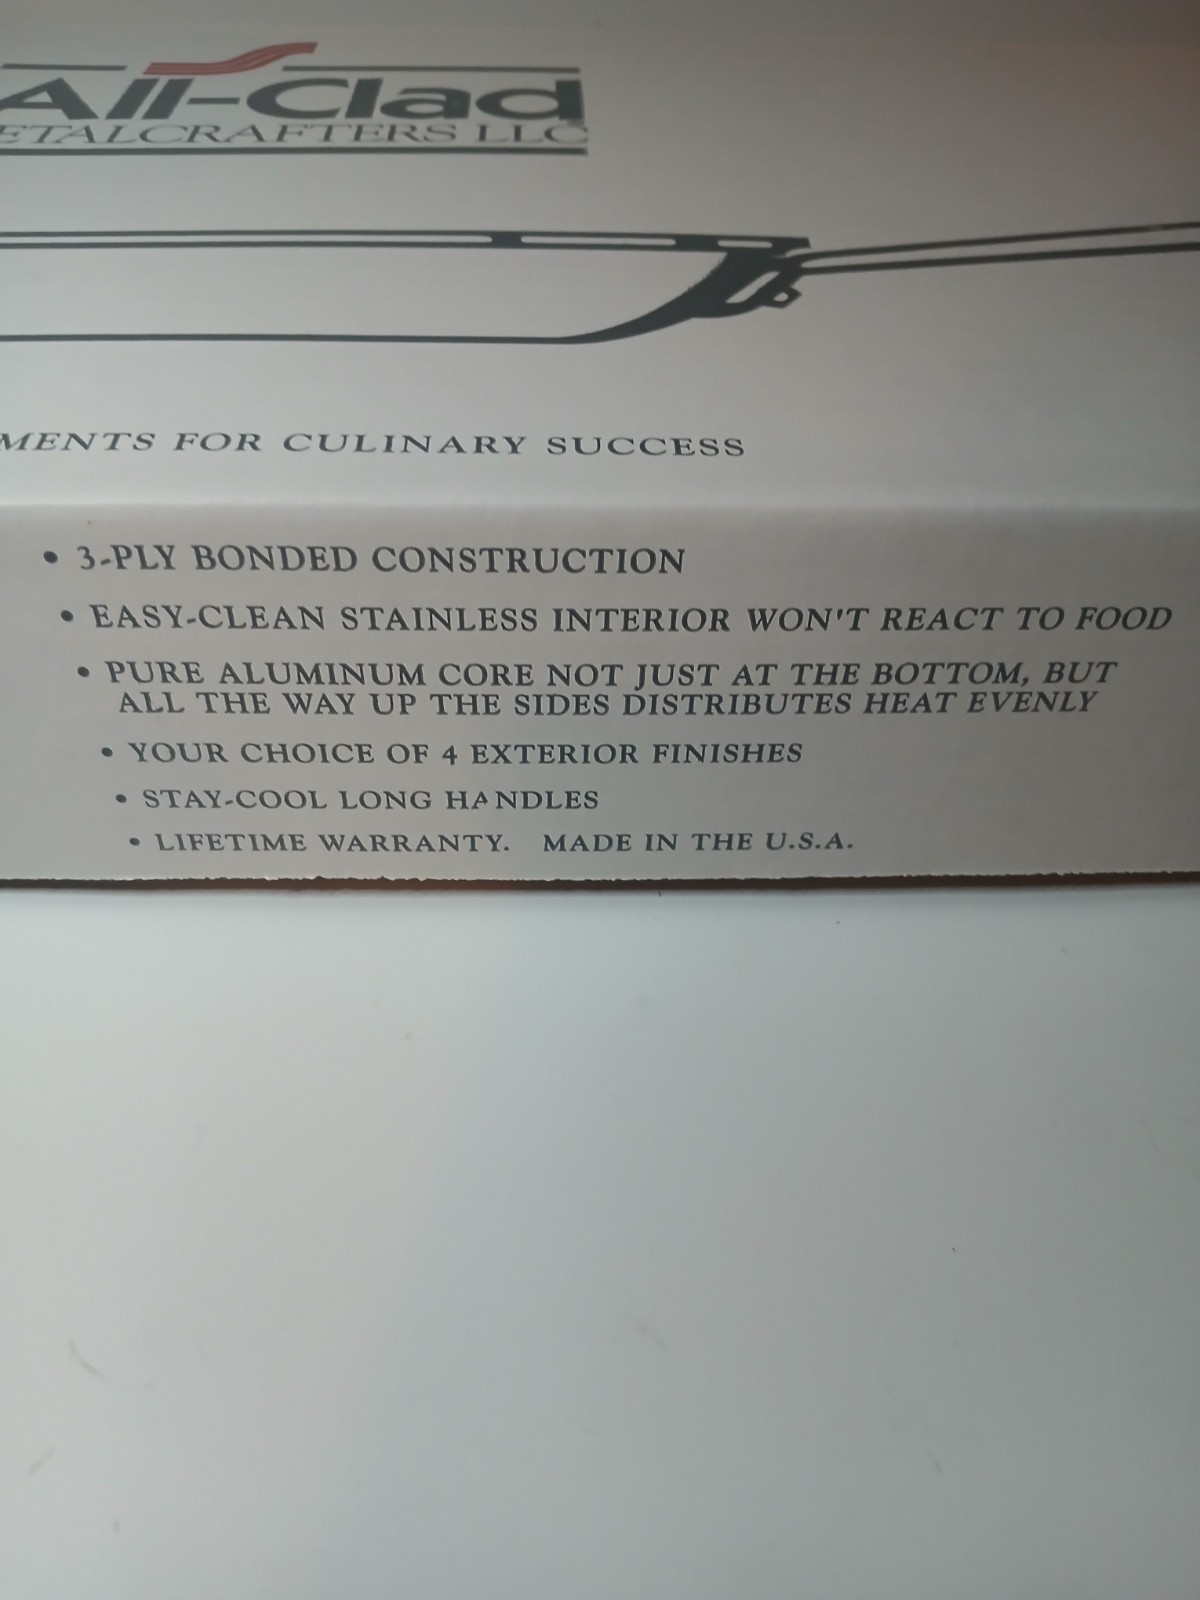 All-Clad
ETALCRAFTERS LLC
MENTS FOR CULINARY SUCCESS
• 3-PLY BONDED CONSTRUCTION
• EASY-CLEAN STAINLESS INTERIOR WON'T REACT TO FOOD
• PURE ALUMINUM CORE NOT JUST AT THE BOTTOM, BUT
ALL THE WAY UP THE SIDES DISTRIBUTES HEAT EVENLY
• YOUR CHOICE OF 4 EXTERIOR FINISHES
• STAY-COOL LONG HANDLES
• LIFETIME WARRANTY. MADE IN THE U.S.A.